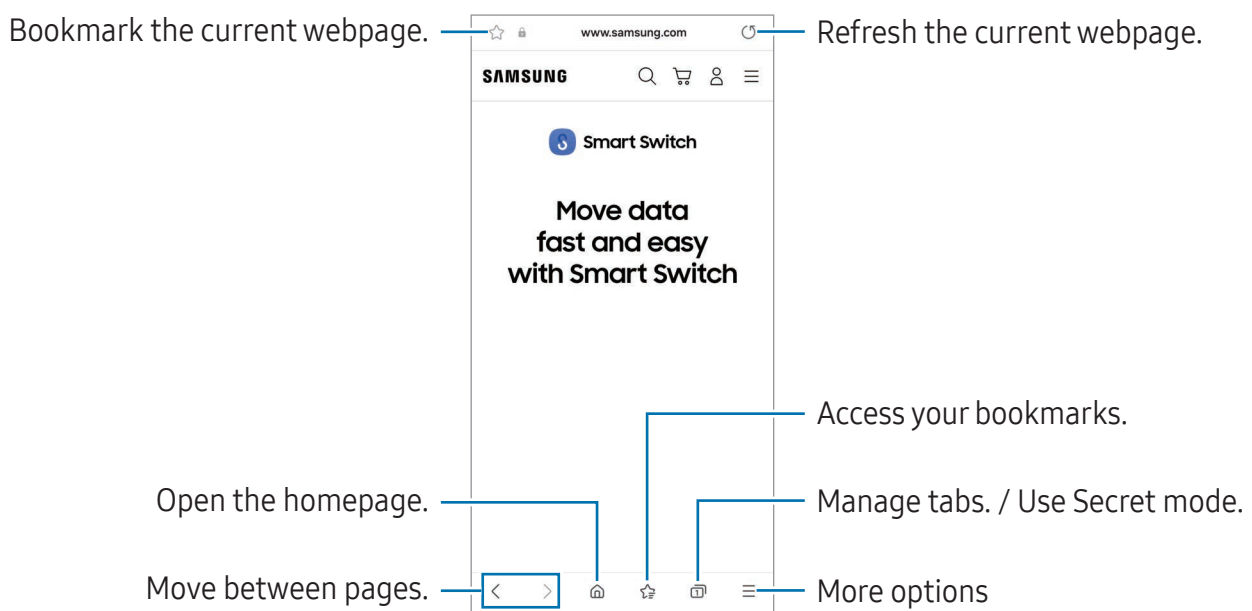 Bookmark the current webpage.
www.samsung.com
Refresh the current webpage.
SAMSUNG
Smart Switch
Move data
fast and easy
with Smart Switch
Access your bookmarks.
Open the homepage.
Manage tabs. / Use Secret mode.
Move between pages.
1
More options